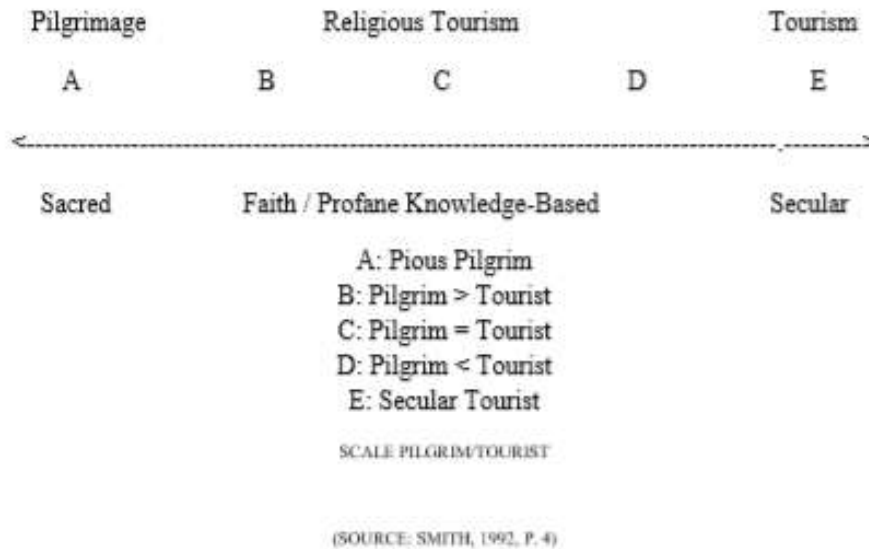 Pilgrimage Religious Tourism Tourism
A B C D E
<-------------------------------------------------------------------------------.--------->
Sacred Faith / Profane Knowledge-Based Secular
A: Pious Pilgrim
B: Pilgrim > Tourist
C: Pilgrim = Tourist
D: Pilgrim < Tourist
E: Secular Tourist
SCALE PILGRIM/TOURIST
(SOURCE: SMITH, 1992, P. 4)